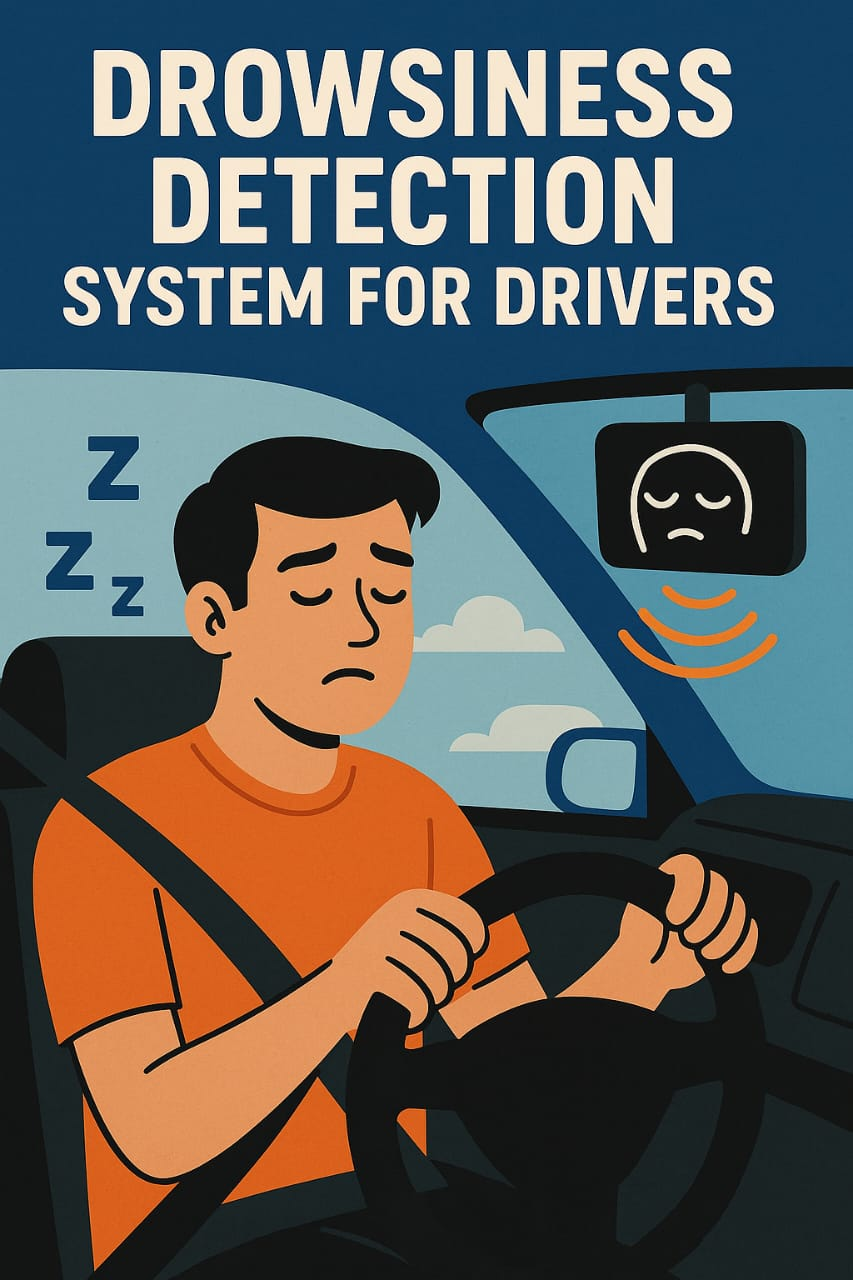 DROWSINESS
DETECTION
SYSTEM FOR DRIVERS
Z
Z
Z